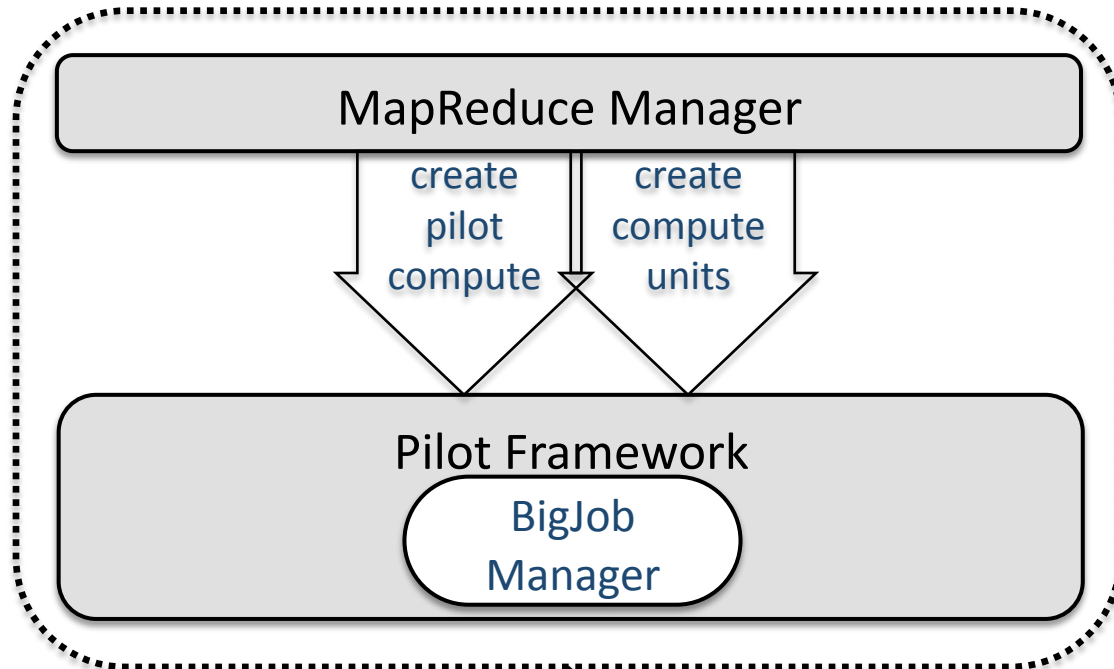 MapReduce Manager
create
pilot
compute
create
compute
units
Pilot Framework
BigJob
Manager